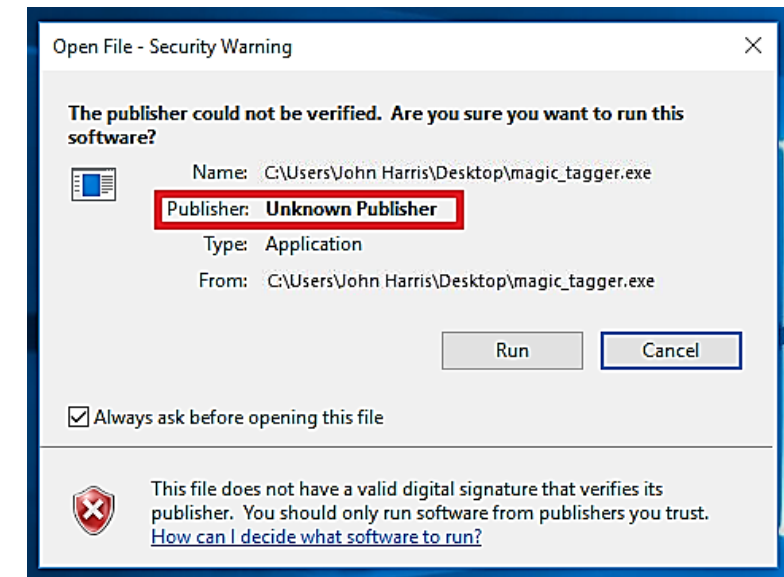 Open File - Security Warning
The publisher could not be verified.  Are you sure you want to run this
software?
Name: C:\Users\John Harris\Desktop\magic_tagger.exe
Publisher: Unknown Publisher
Type: Application
From: C:\Users\John Harris\Desktop\magic_tagger.exe
Run Cancel
Always ask before opening this file
This file does not have a valid digital signature that verifies its
publisher.  You should only run software from publishers you trust.
How can I decide what software to run?